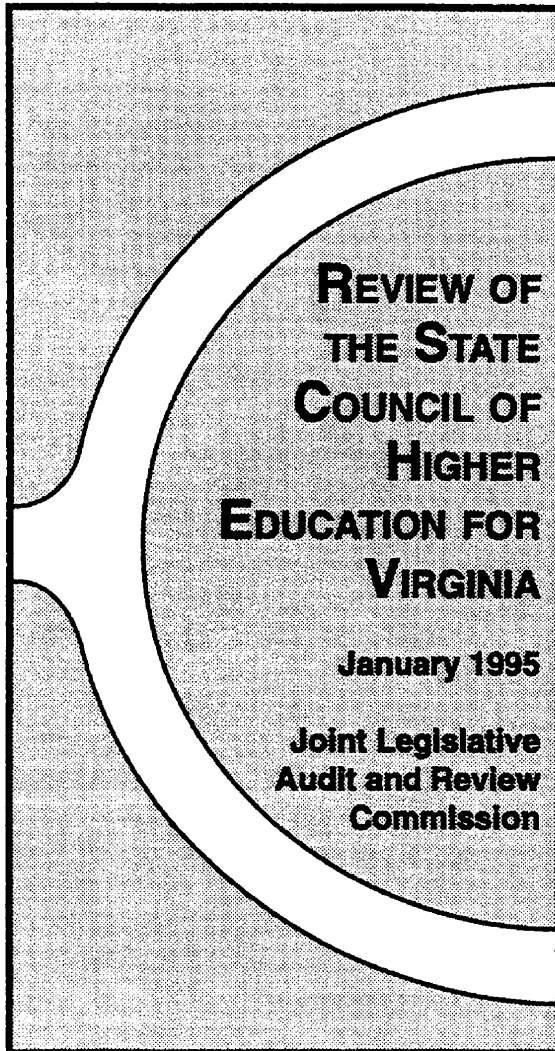 REVIEW OF
THE STATE
COUNCIL OF
HIGHER
EDUCATION FOR
VIRGINIA
January 1995
Joint Legislative
Audit and Review
Commission